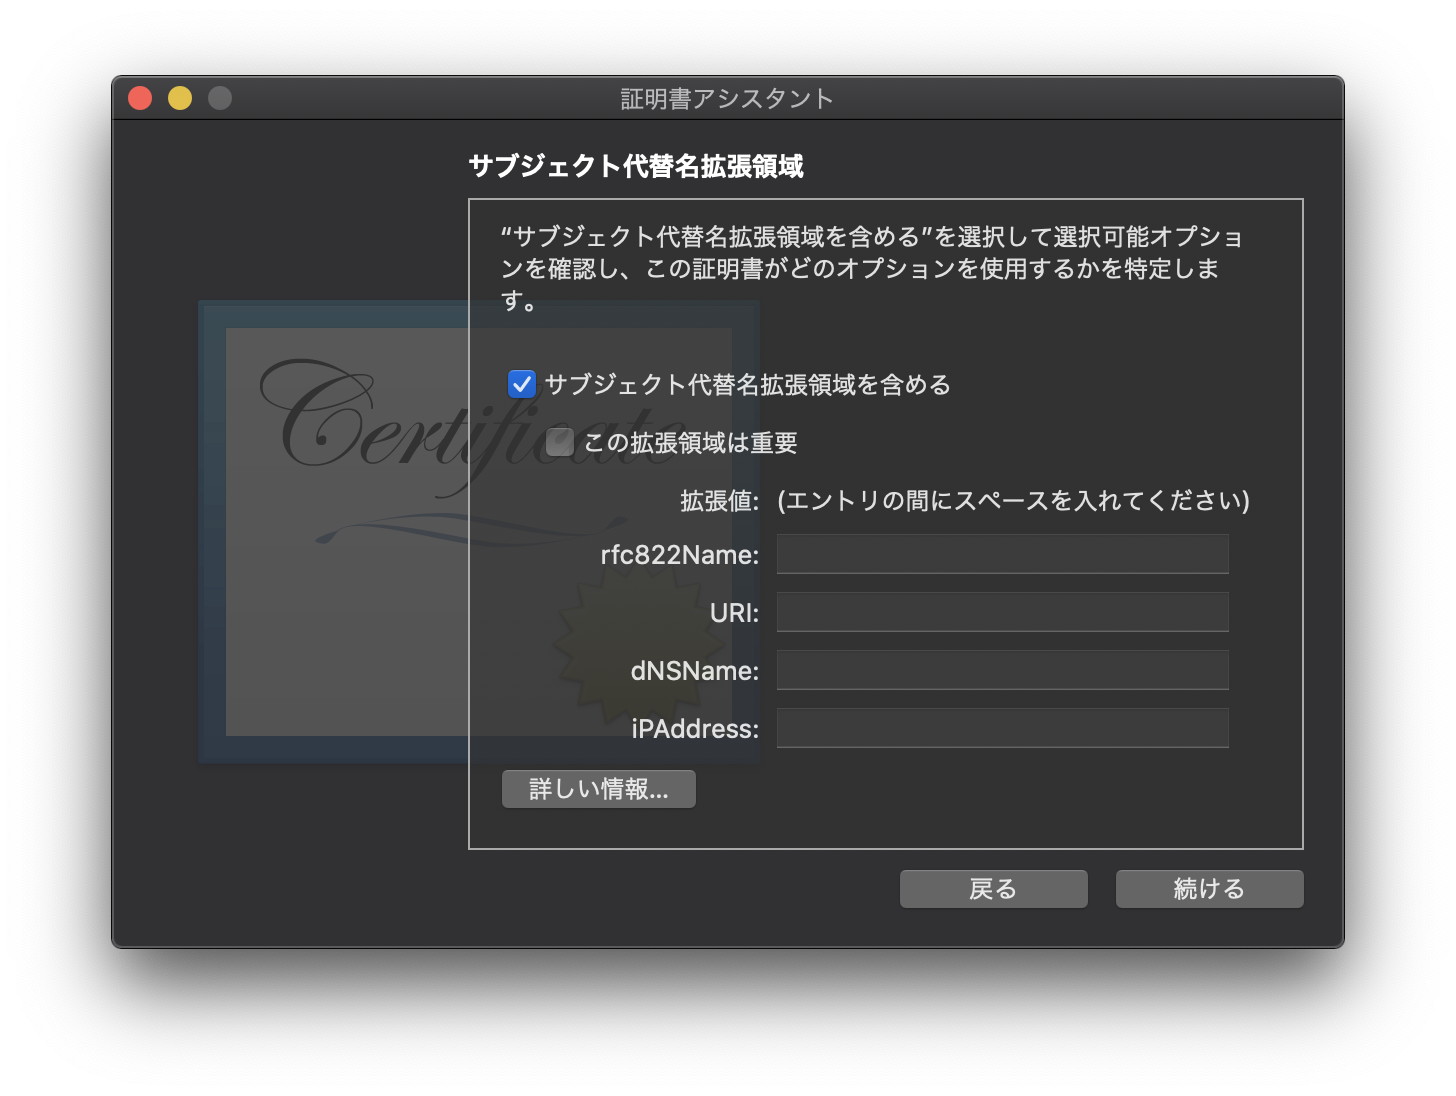 証明書アシスタント
サブジェクト代替名拡張領域
“サブジェクト代替名拡張領域を含める”を選択して選択可能オプショ
ンを確認し、この証明書がどのオプションを使用するかを特定しま
す。
Certificate
サブジェクト代替名拡張領域を含める
この拡張領域は重要
拡張値: (エントリの間にスペースを入れてください)
rfc822Name:
URI:
dNSName:
iPAddress:
詳しい情報...
戻る 続ける